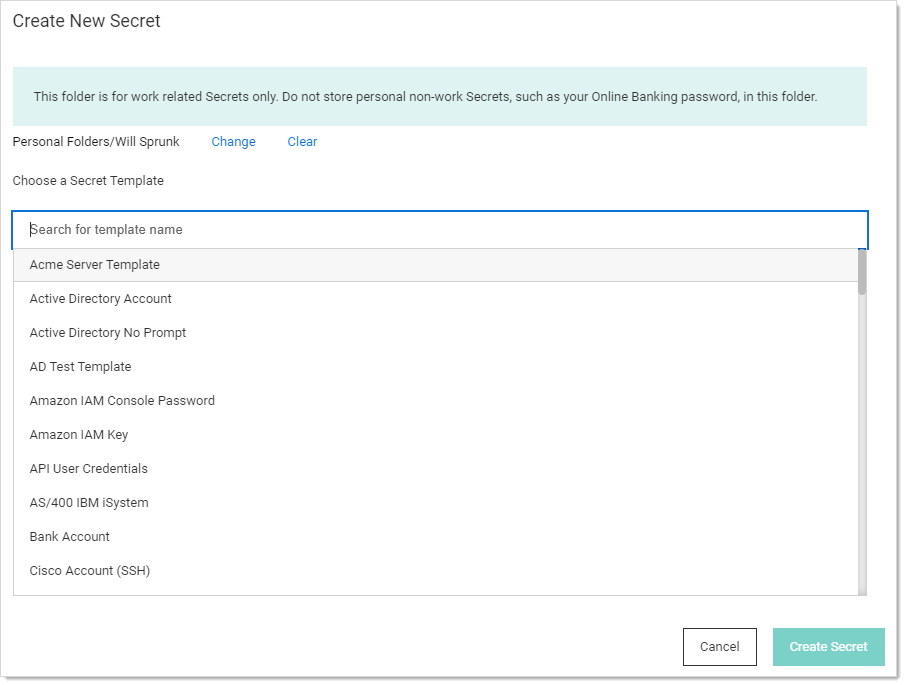 Create New Secret
This folder is for work related Secrets only. Do not store personal non-work Secrets, such as your Online Banking password, in this folder.
Personal Folders/Will Sprunk Change Clear
Choose a Secret Template
Search for template name
Acme Server Template
Active Directory Account
Active Directory No Prompt
AD Test Template
Amazon IAM Console Password
Amazon IAM Key
API User Credentials
AS/400 IBM iSystem
Bank Account
Cisco Account (SSH)
Cancel Create Secret